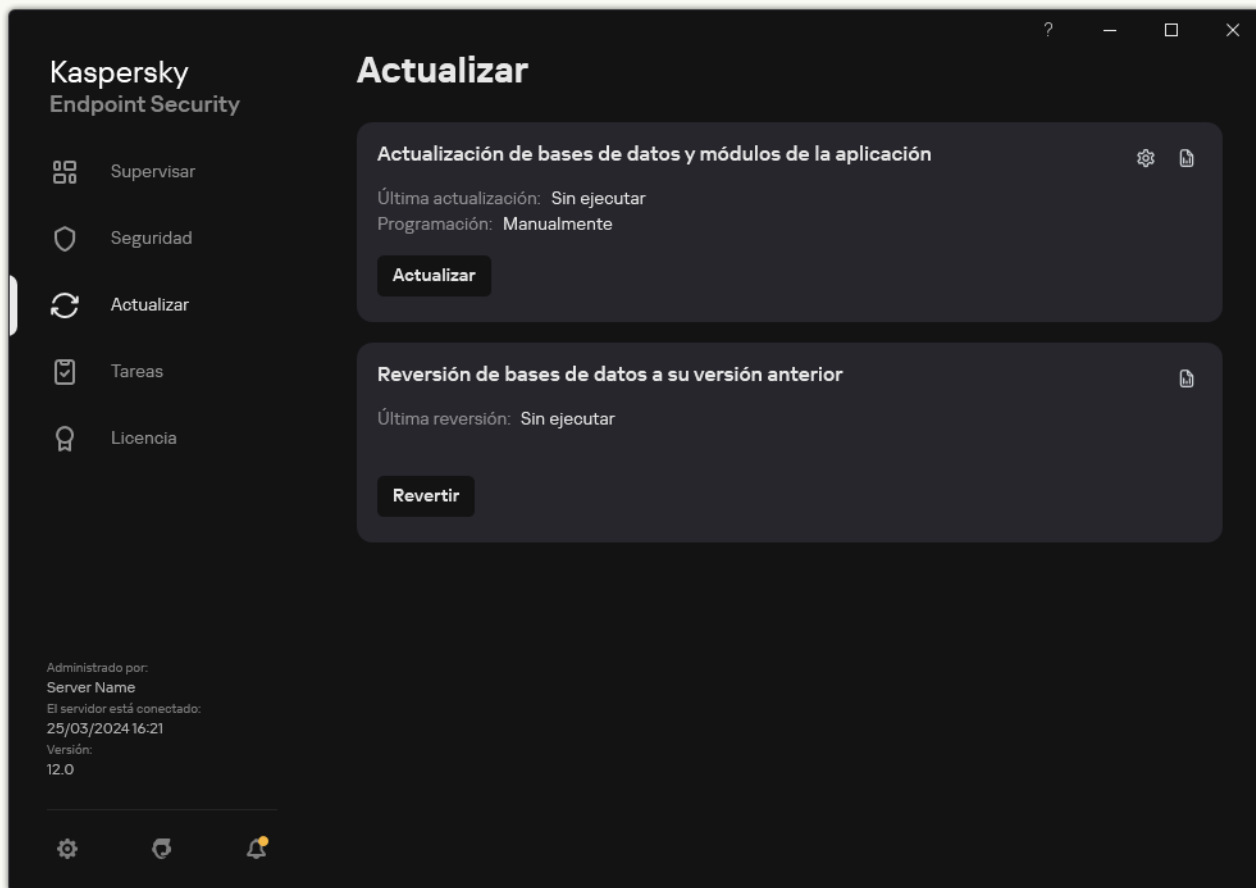 ?
Kaspersky
Endpoint Security
Supervisar
Seguridad
Actualizar
Tareas
Licencia
Administrado por:
Server Name
El servidor está conectado:
25/03/2024 16:21
Versión:
12.0
Actualizar
Actualización de bases de datos y módulos de la aplicación
Última actualización: Sin ejecutar
Programación: Manualmente
Actualizar
Reversión de bases de datos a su versión anterior
Última reversión: Sin ejecutar
Revertir